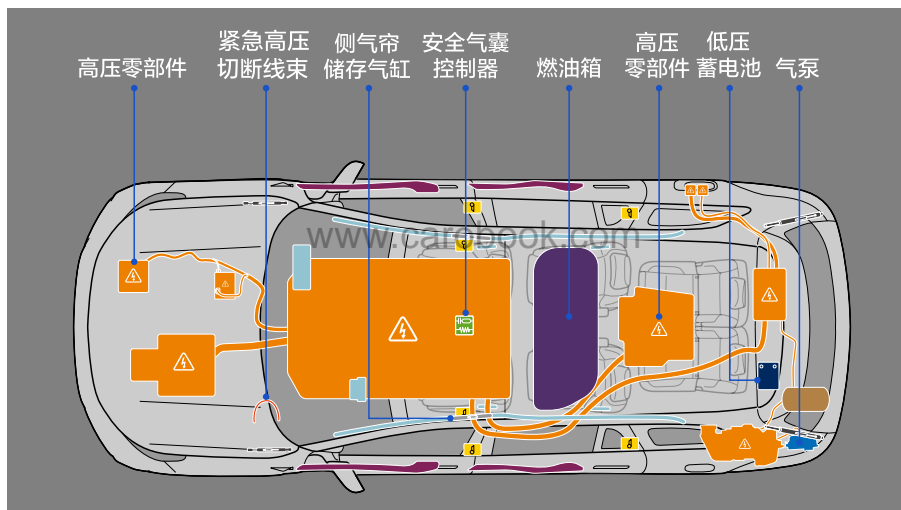 高压零部件
紧急高压
切断线束
侧气帘
储存气缸
安全气囊
控制器
燃油箱
高压
零部件
低压
蓄电池
气泵
www.carobook.com